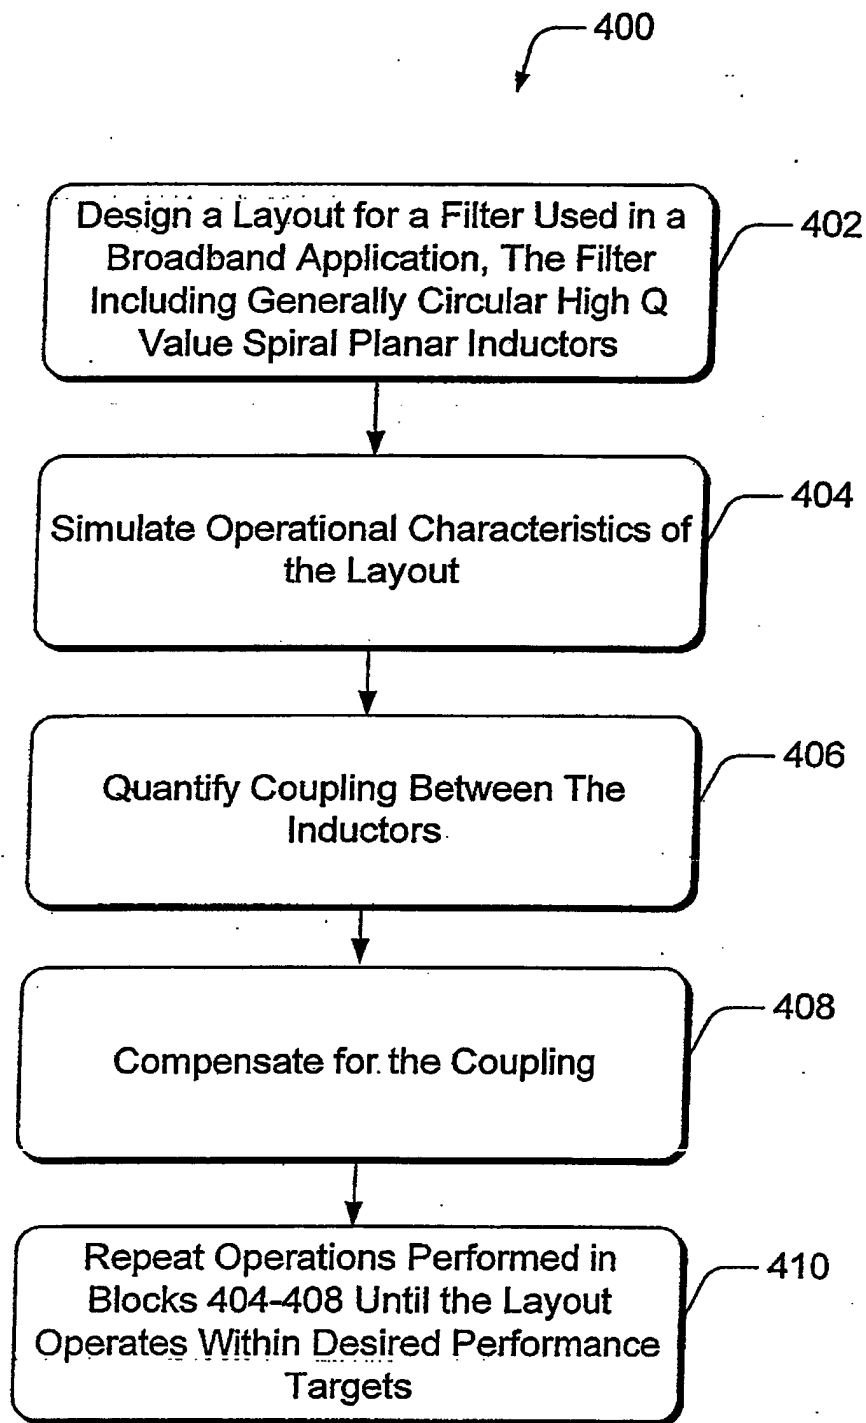 400
Design a Layout for a Filter Used in a
Broadband Application, The Filter
Including Generally Circular High Q
Value Spiral Planar Inductors
402
Simulate Operational Characteristics of
the Layout
404
Quantify Coupling Between The
Inductors
406
Compensate for the Coupling
408
Repeat Operations Performed in
Blocks 404-408 Until the Layout
Operates Within Desired Performance
Targets
410